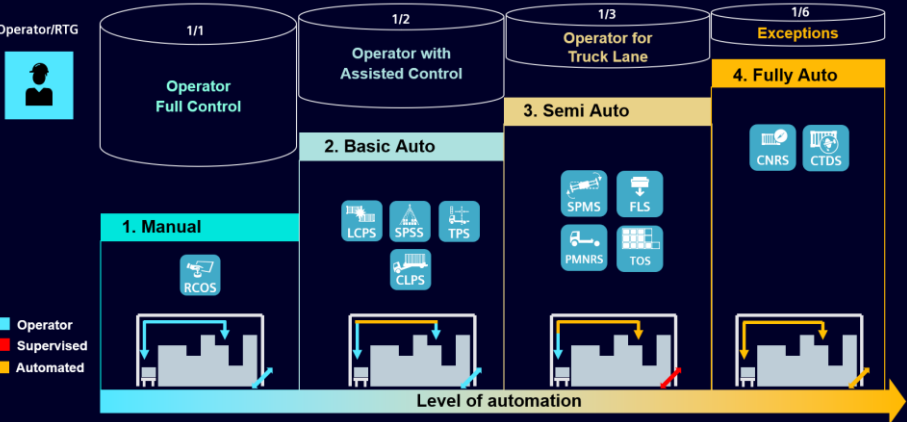 Operator/RTG
1/1
Operator
Full Control
1/2
Operator with
Assisted Control
1/3
Operator for
Truck Lane
1/6
Exceptions
4. Fully Auto
3. Semi Auto
2. Basic Auto
1. Manual
RCOS
LCPS
SPSS
TPS
CLPS
SPMS
FLS
PMNRS
TOS
CNRS
CTDS
Operator
Supervised
Automated
Level of automation